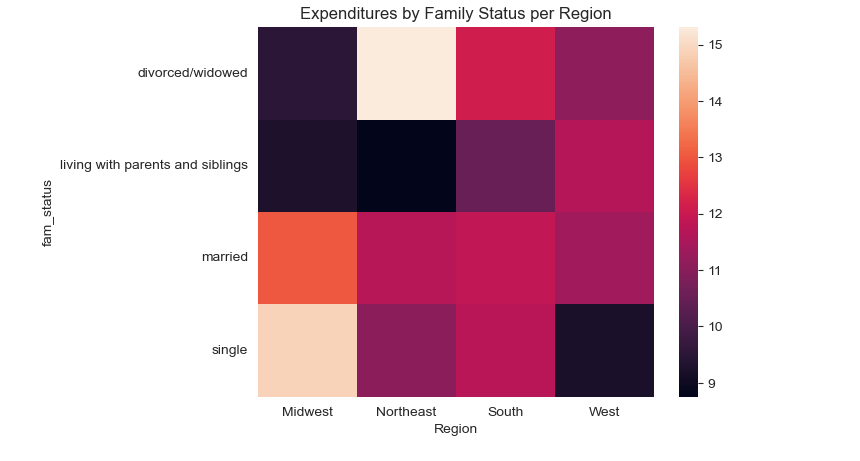 Expenditures by Family Status per Region
divorced/widowed
living with parents and siblings
married
single
fam_status
Midwest Northeast South West
Region
15
14
13
12
11
10
9